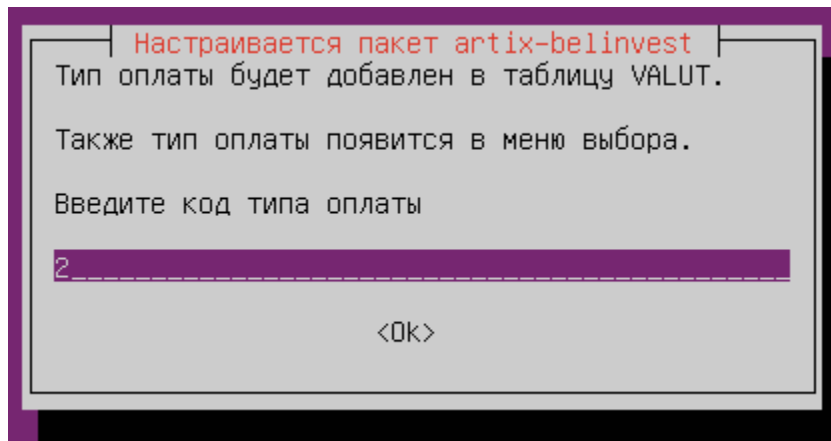 Настраивается пакет artix-belinvest
Тип оплаты будет добавлен в таблицу VALUT.
Также тип оплаты появится в меню выбора.
Введите код типа оплаты
2______________________________________________
<Ok>